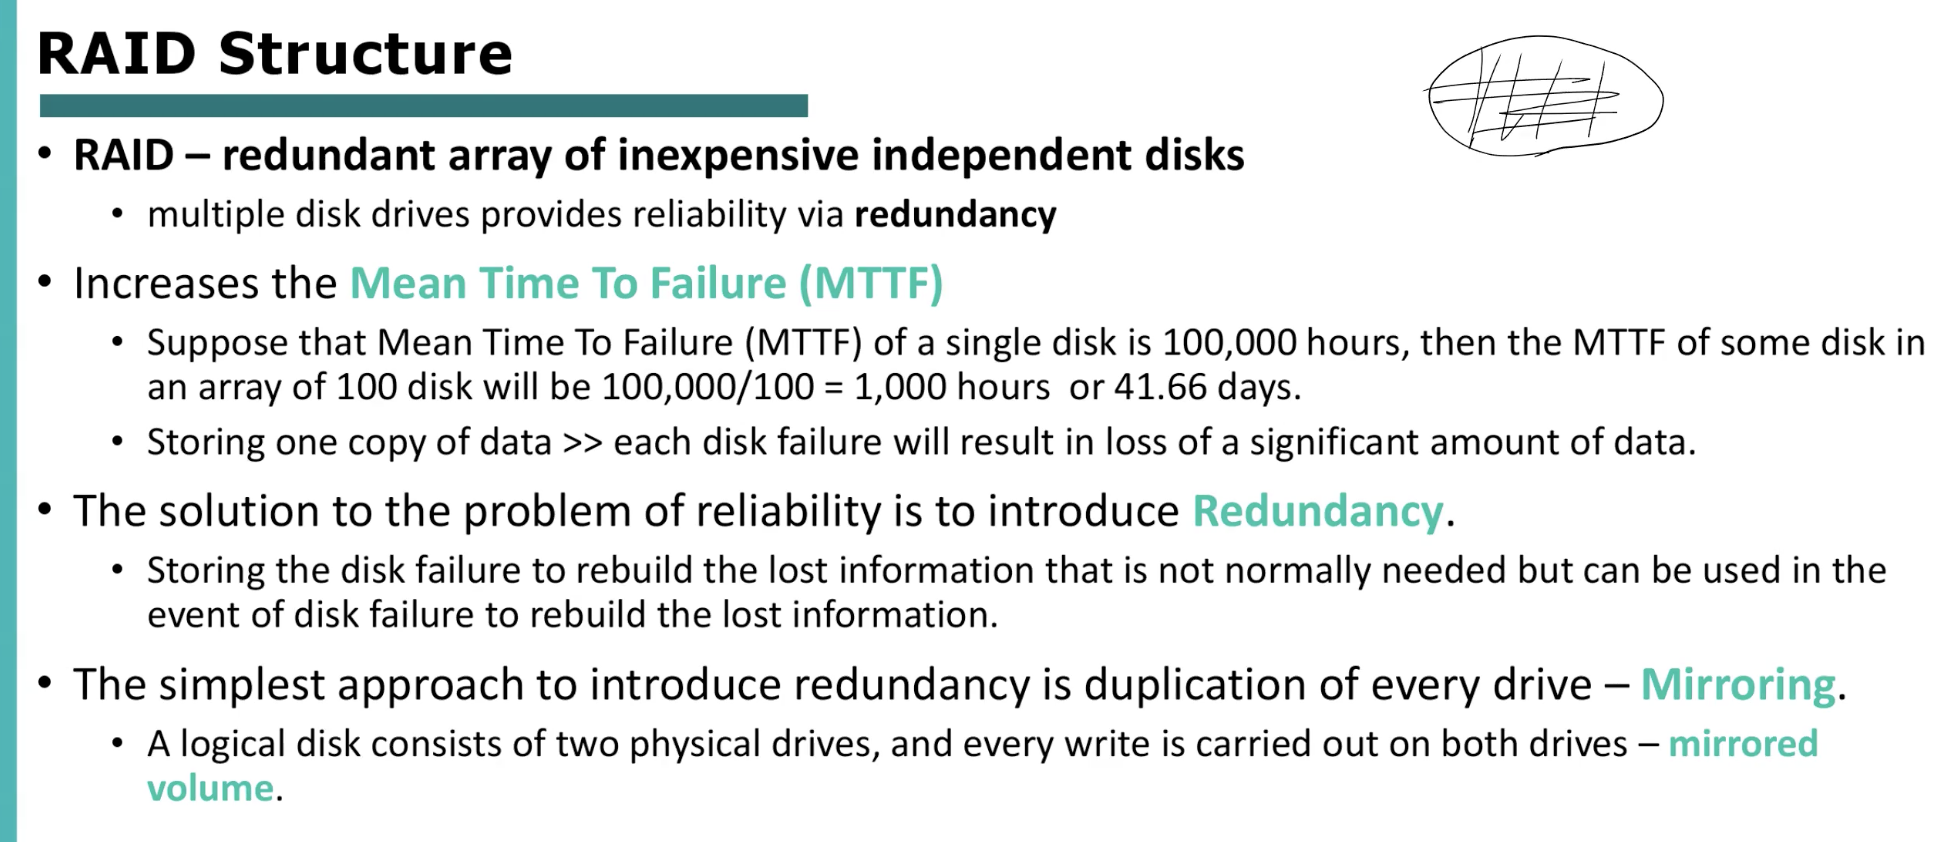 RAID Structure
• RAID – redundant array of inexpensive independent disks
• multiple disk drives provides reliability via redundancy
• Increases the Mean Time To Failure (MTTF)
• Suppose that Mean Time To Failure (MTTF) of a single disk is 100,000 hours, then the MTTF of some disk in
an array of 100 disk will be 100,000/100 = 1,000 hours  or 41.66 days.
• Storing one copy of data >> each disk failure will result in loss of a significant amount of data.
• The solution to the problem of reliability is to introduce Redundancy.
• Storing the disk failure to rebuild the lost information that is not normally needed but can be used in the
event of disk failure to rebuild the lost information.
• The simplest approach to introduce redundancy is duplication of every drive – Mirroring.
• A logical disk consists of two physical drives, and every write is carried out on both drives – mirrored
volume.